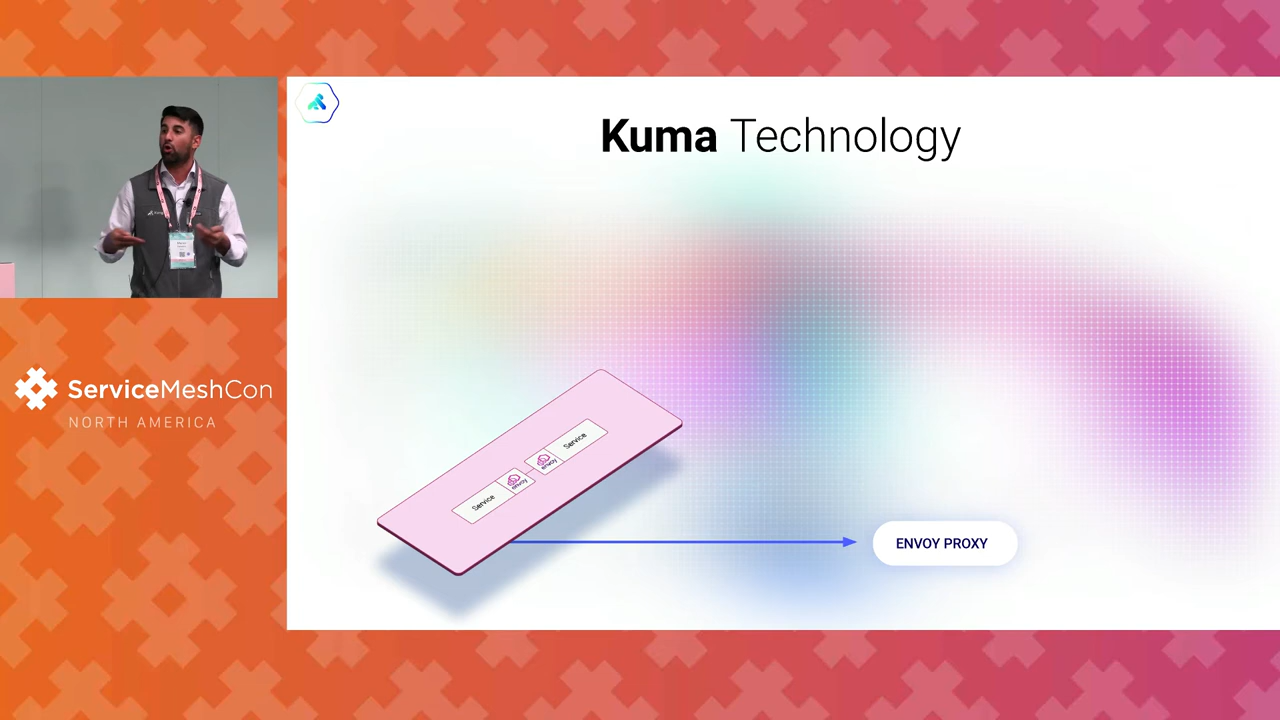 Kuma Technology
ServiceMeshCon
NORTH AMERICA
Service
envoy
envoy
Service
ENVOY PROXY